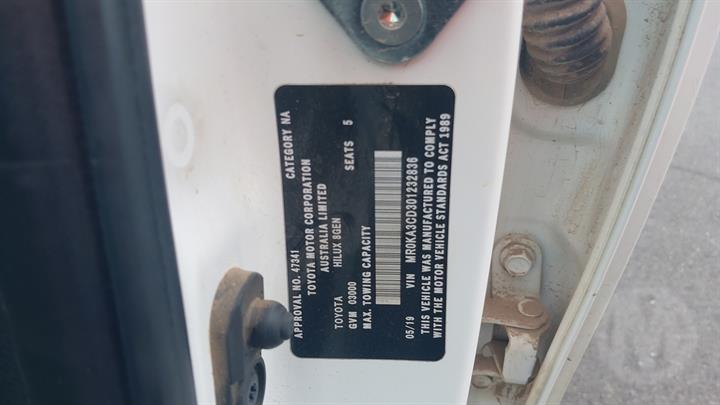 APPROVAL NO. 47341 CATEGORY NA
TOYOTA MOTOR CORPORATION
AUSTRALIA LIMITED
HILUX 8GEN
TOYOTA
GVM 03000 SEATS 5
MAX. TOWING CAPACITY
05/19 VIN MR0KA3CD301232836
THIS VEHICLE WAS MANUFACTURED TO COMPLY
WITH THE MOTOR VEHICLE STANDARDS ACT 1989